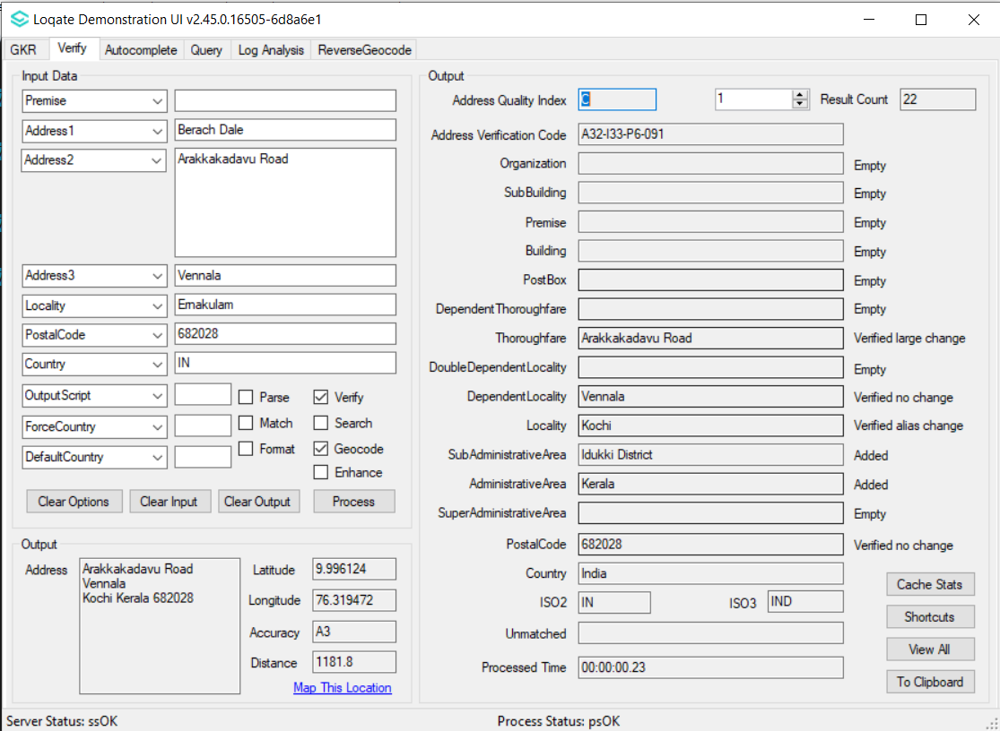 Loqate Demonstration UI v2.45.0.16505-6d8a6e1
GKR Verify Autocomplete Query Log Analysis ReverseGeocode
Input Data
Premise
Address1 Berach Dale
Address2 Arakkakadavu Road
Address3 Vennala
Locality Ernakulam
PostalCode 682028
Country IN
OutputScript Parse Verify
ForceCountry Match Search
DefaultCountry Format Geocode
Enhance
Clear Options Clear Input Clear Output Process
Output
Address
Arakkakadavu Road
Vennala
Kochi Kerala 682028
Latitude 9.996124
Longitude 76.319472
Accuracy A3
Distance 1181.8
Map This Location
Output
Address Quality Index C 1 Result Count 22
Address Verification Code A32-I33-P6-091
Organization Empty
SubBuilding Empty
Premise Empty
Building Empty
PostBox Empty
DependentThoroughfare Empty
Thoroughfare Arakkakadavu Road Verified large change
DoubleDependentLocality Empty
DependentLocality Vennala Verified no change
Locality Kochi Verified alias change
SubAdministrativeArea Idukki District Added
AdministrativeArea Kerala Added
SuperAdministrativeArea Empty
PostalCode 682028 Verified no change
Country India
ISO2 IN ISO3 IND
Unmatched
Processed Time 00:00:00.23
Cache Stats
Shortcuts
View All
To Clipboard
Server Status: ssOK Process Status: psOK